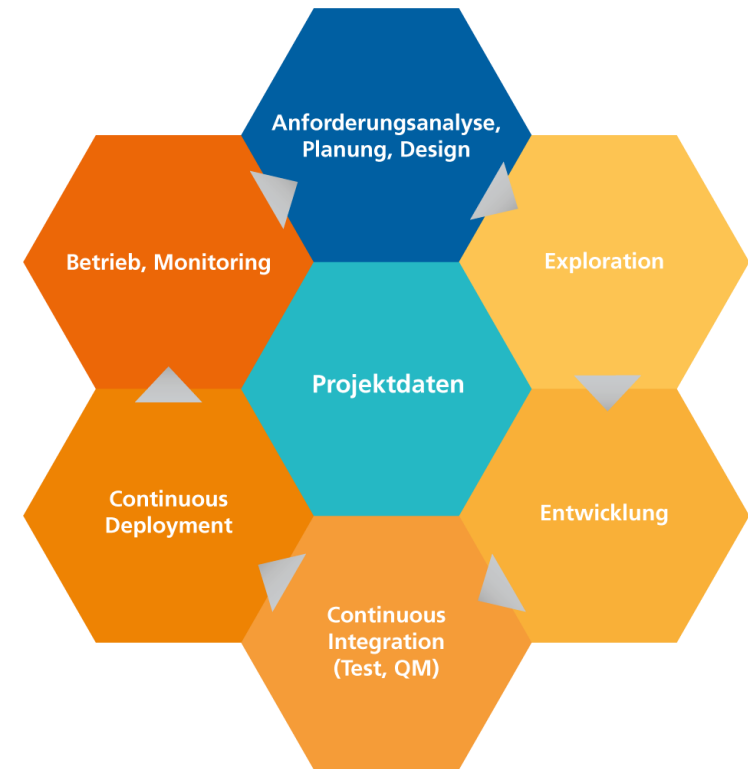 Anforderungsanalyse,
Planung, Design
Exploration
Entwicklung
Continuous
Integration
(Test, QM)
Continuous
Deployment
Betrieb, Monitoring
Projektdaten